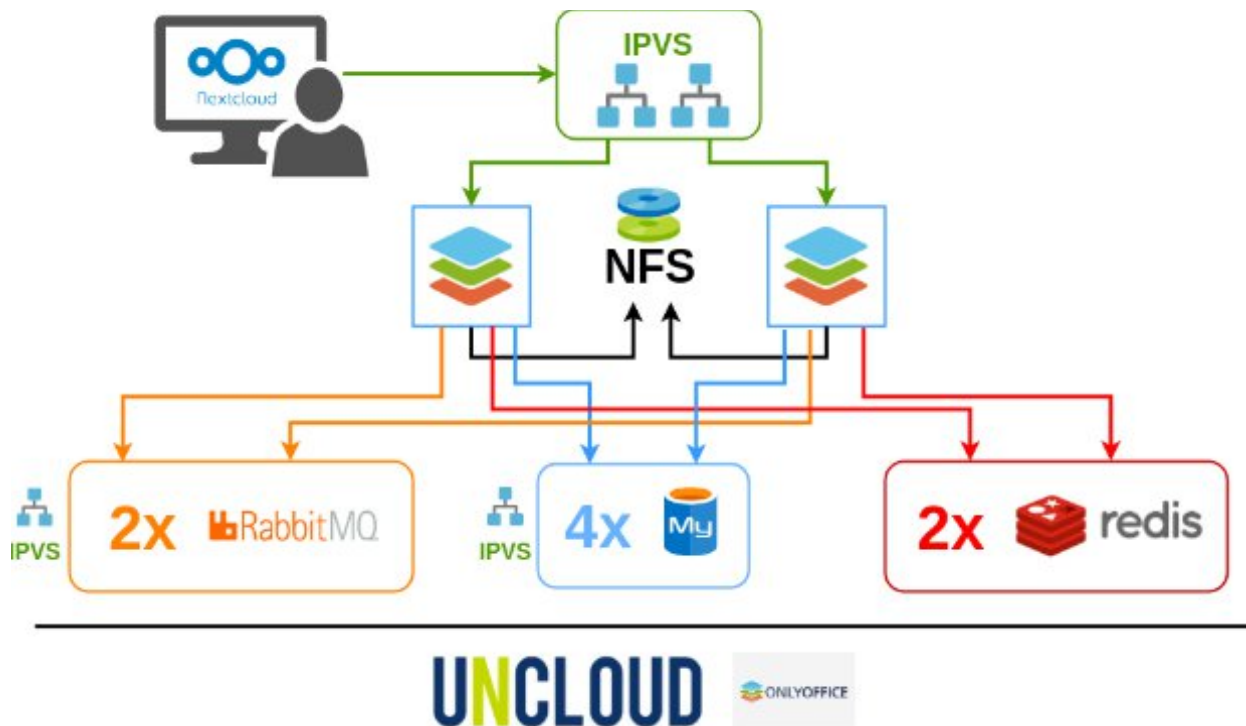 IPVS
nextcloud
NFS
2x RabbitMQ
IPVS
4x My
IPVS
2x redis
UNCLOUD
ONLYOFFICE